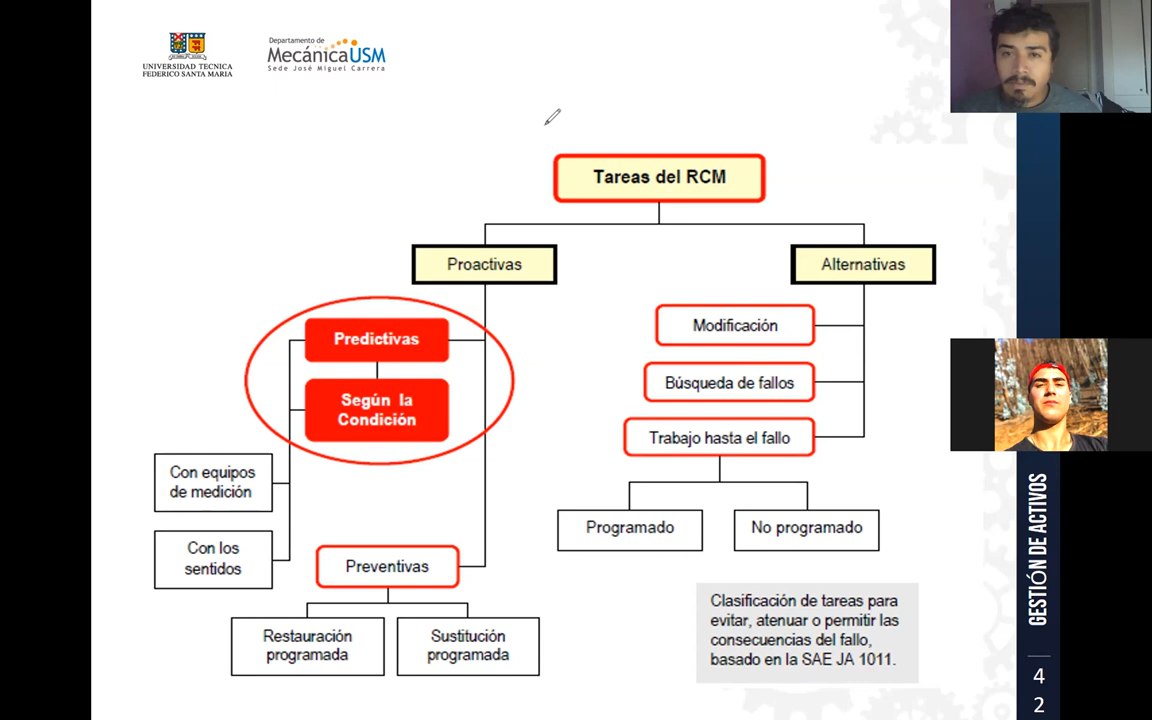 UNIVERSIDAD TECNICA
FEDERICO SANTA MARIA
Departamento de
MecánicaUSM
Sede José Miguel Carrera
Tareas del RCM
Proactivas
Alternativas
Predictivas
Según la
Condición
Con equipos
de medición
Con los
sentidos
Preventivas
Restauración
programada
Sustitución
programada
Modificación
Búsqueda de fallos
Trabajo hasta el fallo
Programado
No programado
Clasificación de tareas para
evitar, atenuar o permitir las
consecuencias del fallo,
basado en la SAE JA 1011.
GESTIÓN DE ACTIVOS
4
2